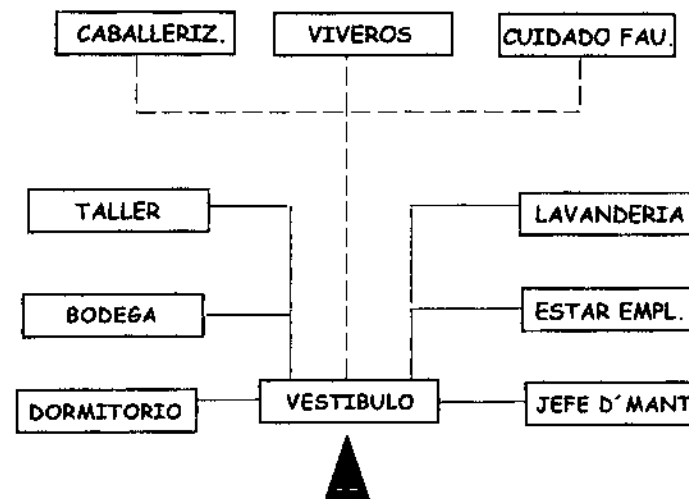 CABALLERIZ.
VIVEROS
CUIDADO FAU.
TALLER
LAVANDERIA
BODEGA
ESTAR EMPL.
DORMITORIO
VESTIBULO
JEFE D´MANT